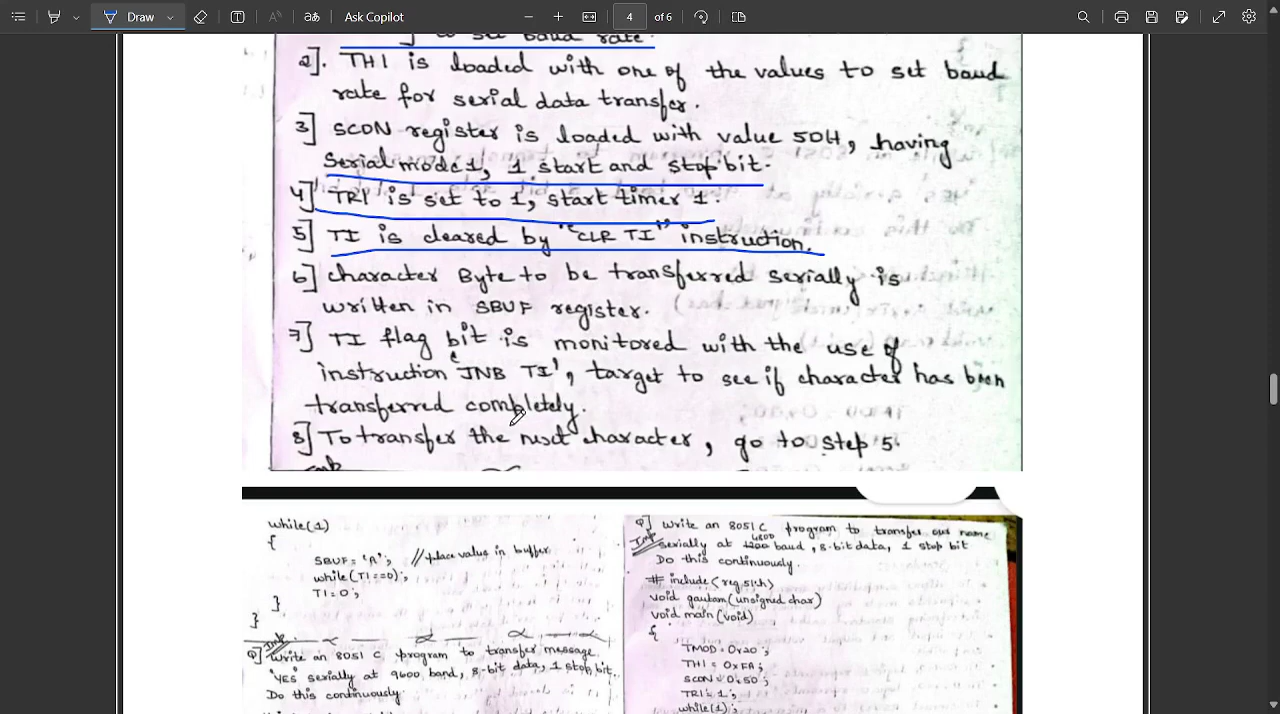 Draw
Ask Copilot
4
of 6
to set baud rate.
2]. TH1 is loaded with one of the values to set baud
rate for serial data transfer.
3] SCON register is loaded with value 50H, having
Serial mode 1, 1 start and stop bit.
4] TR1 is set to 1, start timer 1.
5] TI is cleared by "CLR TI" instruction.
6] character Byte to be transferred serially is
written in SBUF register.
7] TI flag bit is monitored with the use of
instruction 'JNB TI', target to see if character has been
transferred completely.
8] To transfer the next character, go to step 5.
Imp
while(1)
{
SBUF = 'A'; //place value in buffer
while(TI==0);
TI=0;
}
}
Imp
Q] Write an 8051 C program to transfer message
'YES' serially at 9600 baud, 8-bit data, 1 stop bit.
Do this continuously.
Q] Write an 8051 C program to transfer our name
Imp serially at 4800 baud, 8-bit data, 1 stop bit
Do this continuously.
# include<reg51.h>
void gautam(unsigned char)
void main(void)
{
TMOD = 0x20;
TH1 = 0xFA;
SCON = 0x50;
TR1 = 1;
while(1);